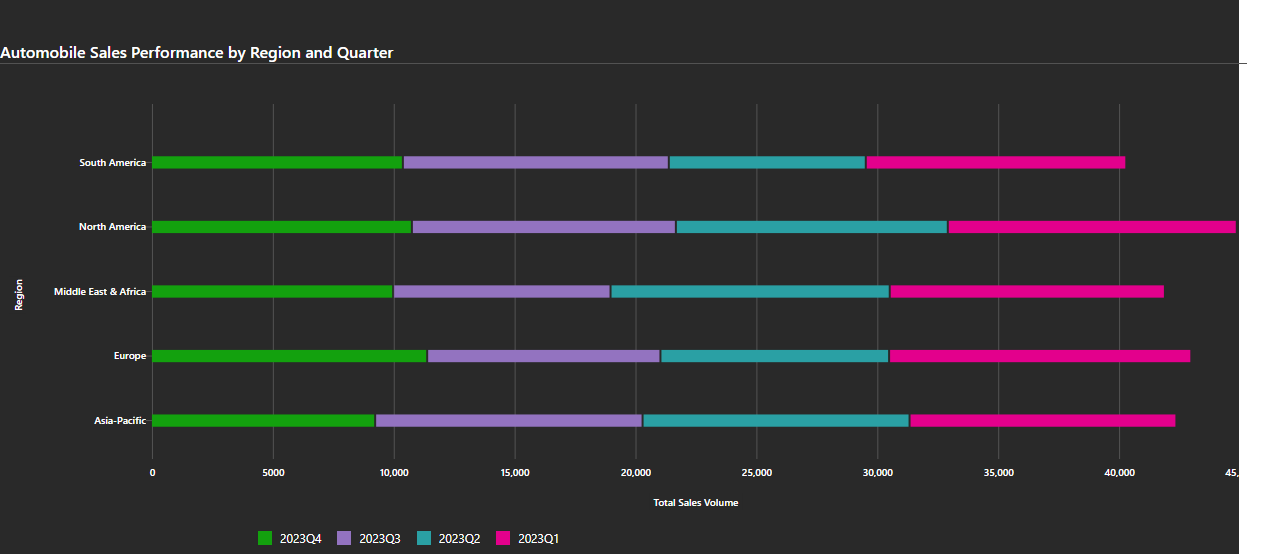 Automobile Sales Performance by Region and Quarter
South America
North America
Middle East & Africa
Region
Europe
Asia-Pacific
0 5000 10,000 15,000 20,000 25,000 30,000 35,000 40,000 45,
Total Sales Volume
2023Q4 2023Q3 2023Q2 2023Q1